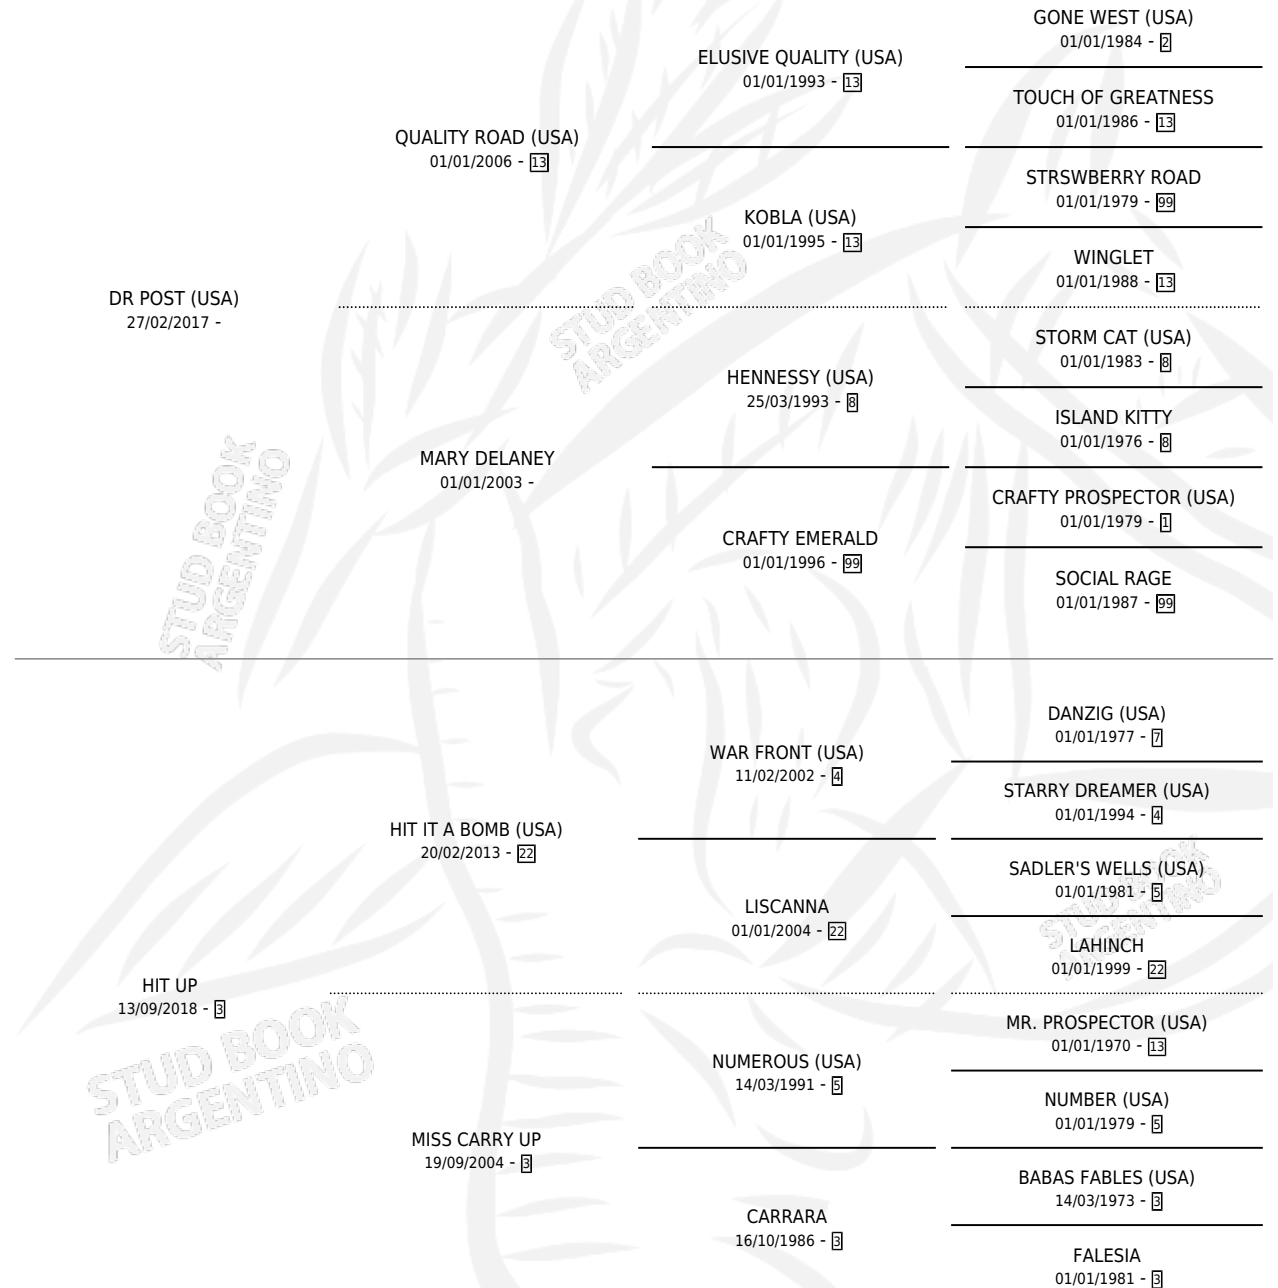 GONE WEST (USA)
01/01/1984 - 2
ELUSIVE QUALITY (USA)
01/01/1993 - 13
TOUCH OF GREATNESS
01/01/1986 - 13
QUALITY ROAD (USA)
01/01/2006 - 13
STRSWBERRY ROAD
01/01/1979 - 99
KOBLA (USA)
01/01/1995 - 13
WINGLET
01/01/1988 - 13
DR POST (USA)
27/02/2017 -
STORM CAT (USA)
01/01/1983 - 8
HENNESSY (USA)
25/03/1993 - 8
ISLAND KITTY
01/01/1976 - 8
MARY DELANEY
01/01/2003 -
CRAFTY PROSPECTOR (USA)
01/01/1979 - 1
CRAFTY EMERALD
01/01/1996 - 99
SOCIAL RAGE
01/01/1987 - 99
DANZIG (USA)
01/01/1977 - 7
WAR FRONT (USA)
11/02/2002 - 4
STARRY DREAMER (USA)
01/01/1994 - 4
HIT IT A BOMB (USA)
20/02/2013 - 22
SADLER'S WELLS (USA)
01/01/1981 - 5
LISCANNA
01/01/2004 - 22
LAHINCH
01/01/1999 - 22
HIT UP
13/09/2018 - 3
MR. PROSPECTOR (USA)
01/01/1970 - 13
NUMEROUS (USA)
14/03/1991 - 5
NUMBER (USA)
01/01/1979 - 5
MISS CARRY UP
19/09/2004 - 3
BABAS FABLES (USA)
14/03/1973 - 3
CARRARA
16/10/1986 - 3
FALESIA
01/01/1981 - 3
STUD BOOK
ARGENTINO
STUD BOOK
ARGENTINO
STUD BOOK
ARGENTINO
STUD BOOK
ARGENTINO